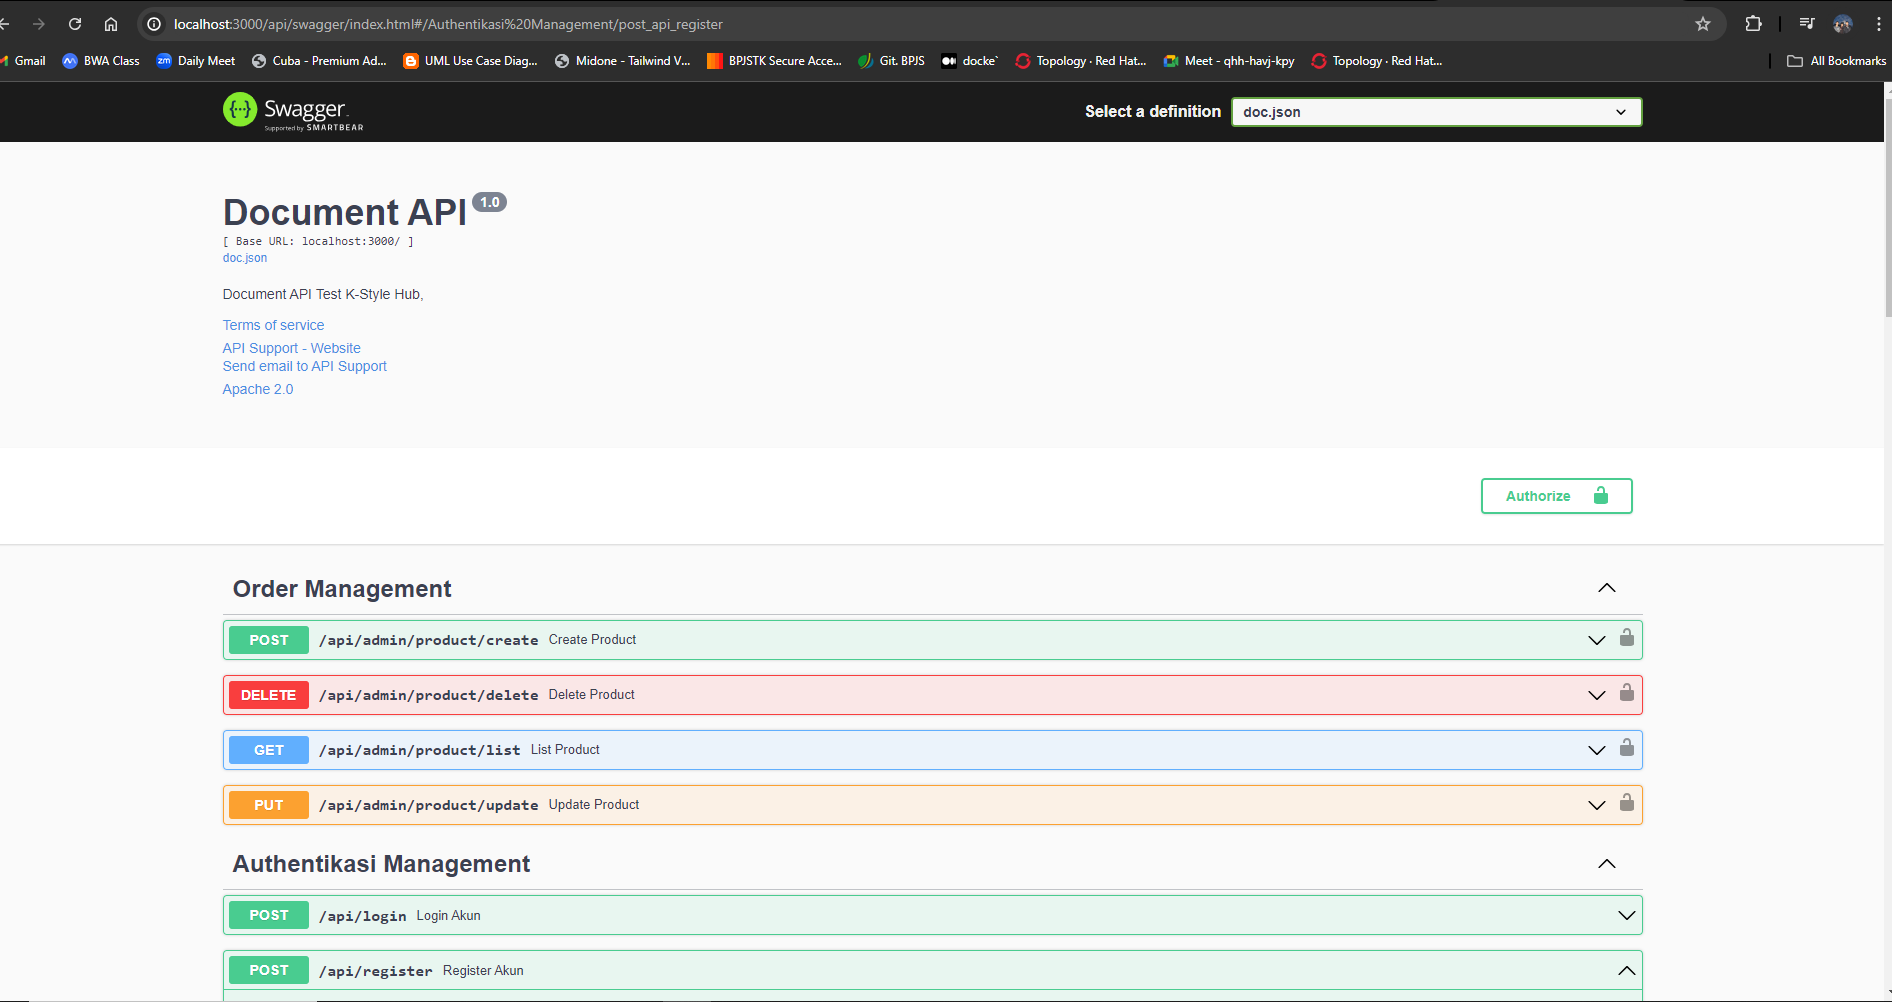 localhost:3000/api/swagger/index.html#/Authentikasi%20Management/post_api_register
Gmail BWA Class Daily Meet Cuba - Premium Ad... UML Use Case Diag... Midone - Tailwind V... BPJSTK Secure Acce... Git. BPJS docke` Topology · Red Hat... Meet - qhh-havj-kpy Topology · Red Hat... All Bookmarks
Swagger.
Supported by SMARTBEAR
Select a definition doc.json
Document API 1.0
[ Base URL: localhost:3000/ ]
doc.json
Document API Test K-Style Hub,
Terms of service
API Support - Website
Send email to API Support
Apache 2.0
Authorize
Order Management
POST /api/admin/product/create Create Product
DELETE /api/admin/product/delete Delete Product
GET /api/admin/product/list List Product
PUT /api/admin/product/update Update Product
Authentikasi Management
POST /api/login Login Akun
POST /api/register Register Akun